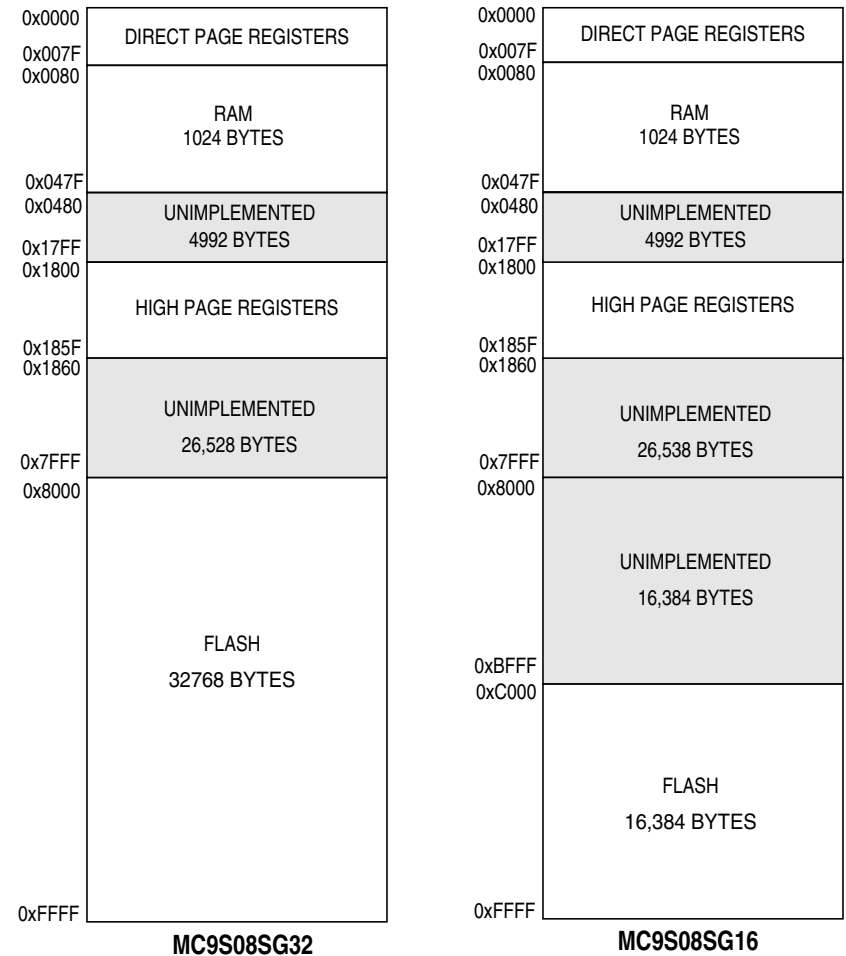 0x0000
DIRECT PAGE REGISTERS
0x007F
0x0080
RAM
1024 BYTES
0x047F
0x0480
UNIMPLEMENTED
4992 BYTES
0x17FF
0x1800
HIGH PAGE REGISTERS
0x185F
0x1860
UNIMPLEMENTED
26,528 BYTES
0x7FFF
0x8000
FLASH
32768 BYTES
0xFFFF
MC9S08SG32
0x0000
DIRECT PAGE REGISTERS
0x007F
0x0080
RAM
1024 BYTES
0x047F
0x0480
UNIMPLEMENTED
4992 BYTES
0x17FF
0x1800
HIGH PAGE REGISTERS
0x185F
0x1860
UNIMPLEMENTED
26,538 BYTES
0x7FFF
0x8000
UNIMPLEMENTED
16,384 BYTES
0xBFFF
0xC000
FLASH
16,384 BYTES
0xFFFF
MC9S08SG16